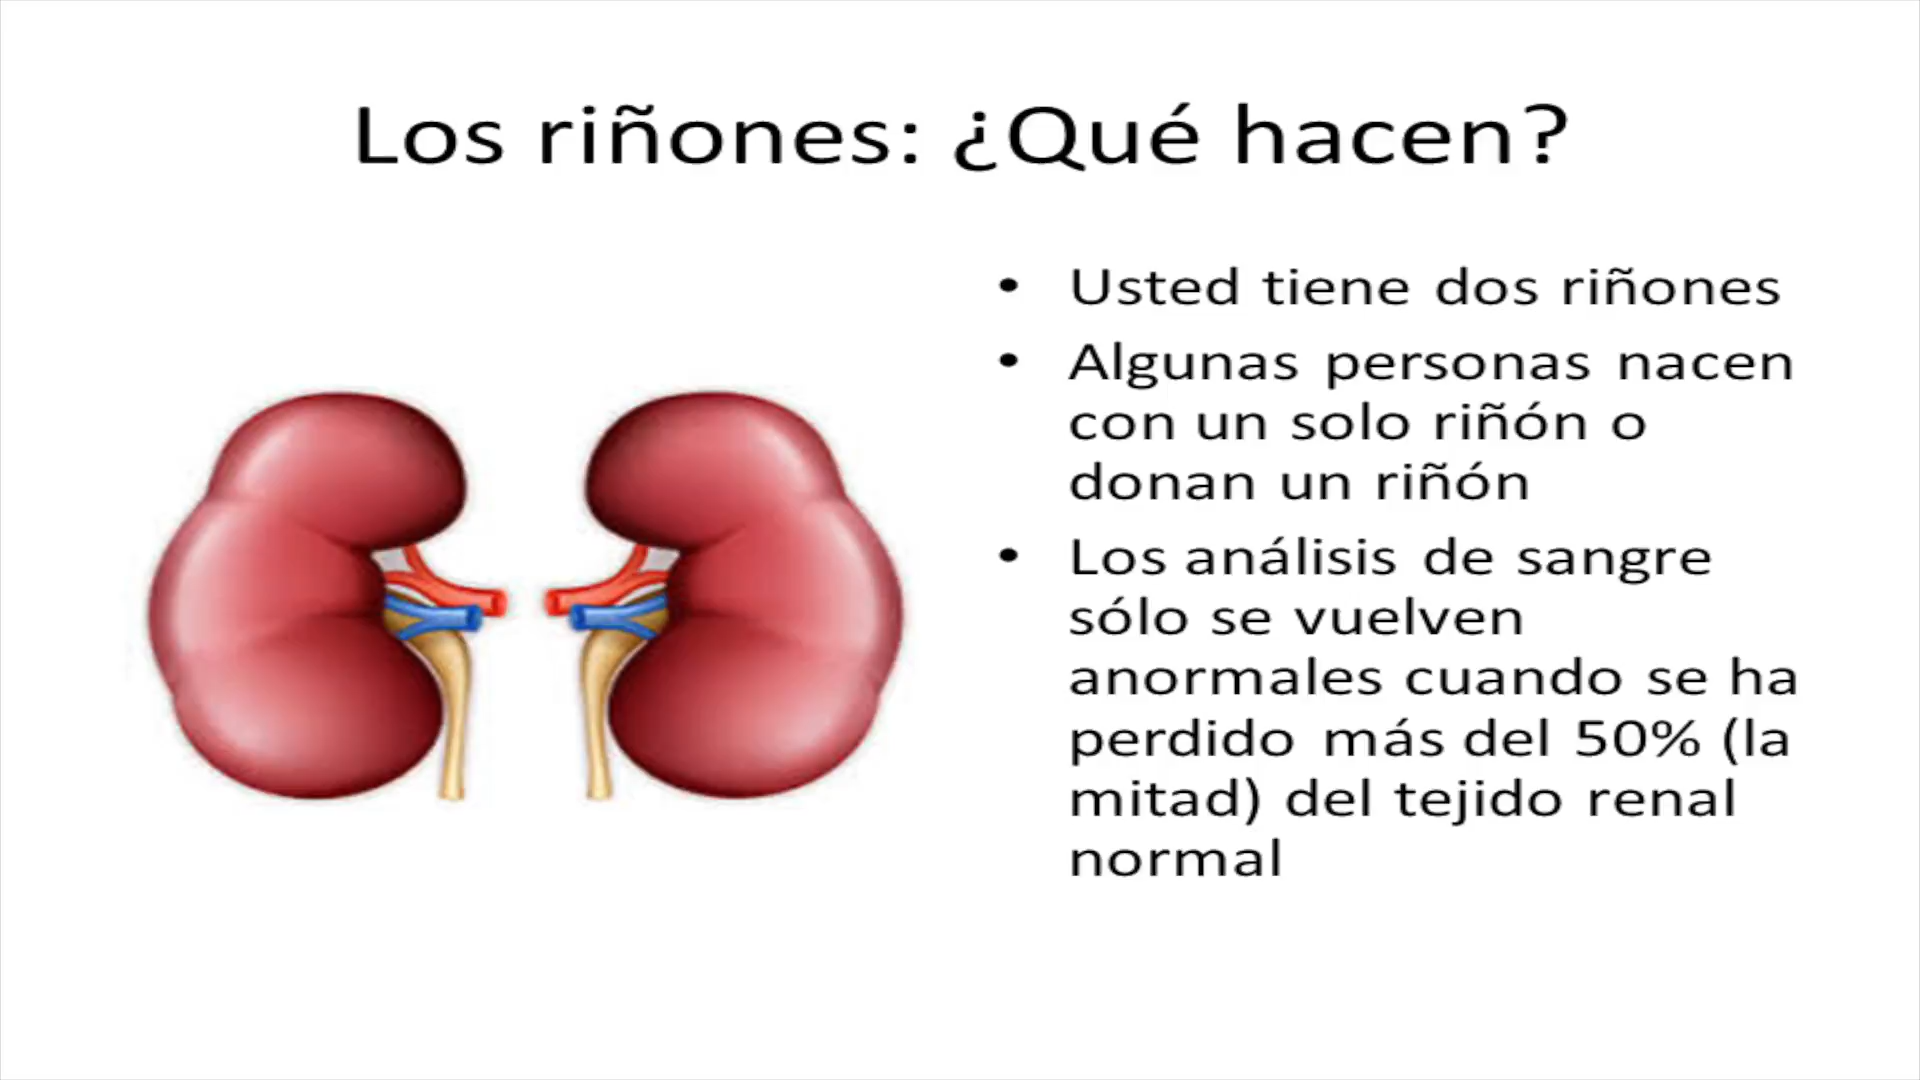 Los riñones: ¿Qué hacen?
• Usted tiene dos riñones
• Algunas personas nacen
con un solo riñón o
donan un riñón
• Los análisis de sangre
sólo se vuelven
anormales cuando se ha
perdido más del 50% (la
mitad) del tejido renal
normal